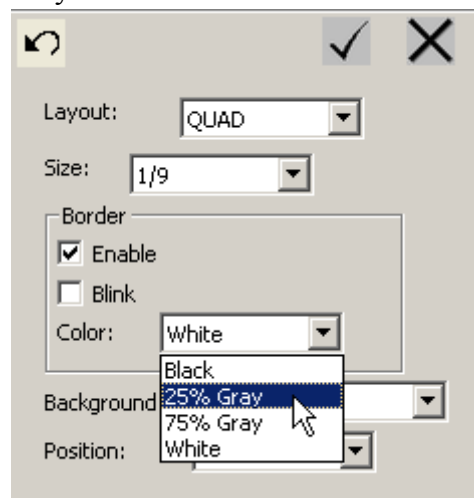 Layout: QUAD
Size: 1/9
Border
Enable
Blink
Color: White
Black
25% Gray
Background
75% Gray
Position: White